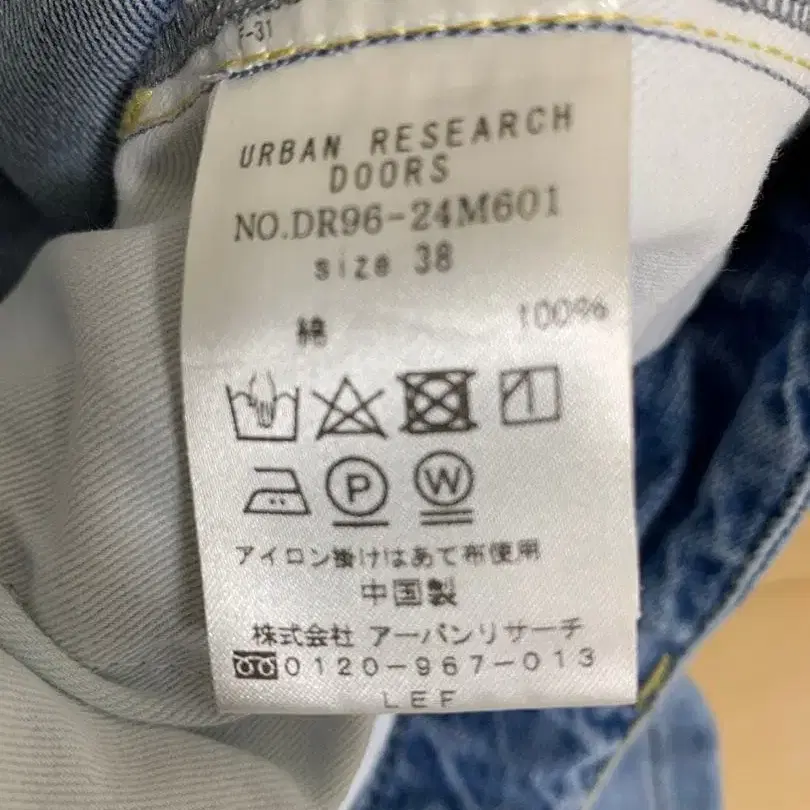 F-31
URBAN RESEARCH
DOORS
NO.DR96-24M601
size 38
綿 100%
P W
アイロン掛けはあて布使用
中国製
株式会社 アーバンリサーチ
0120-967-013
LEF